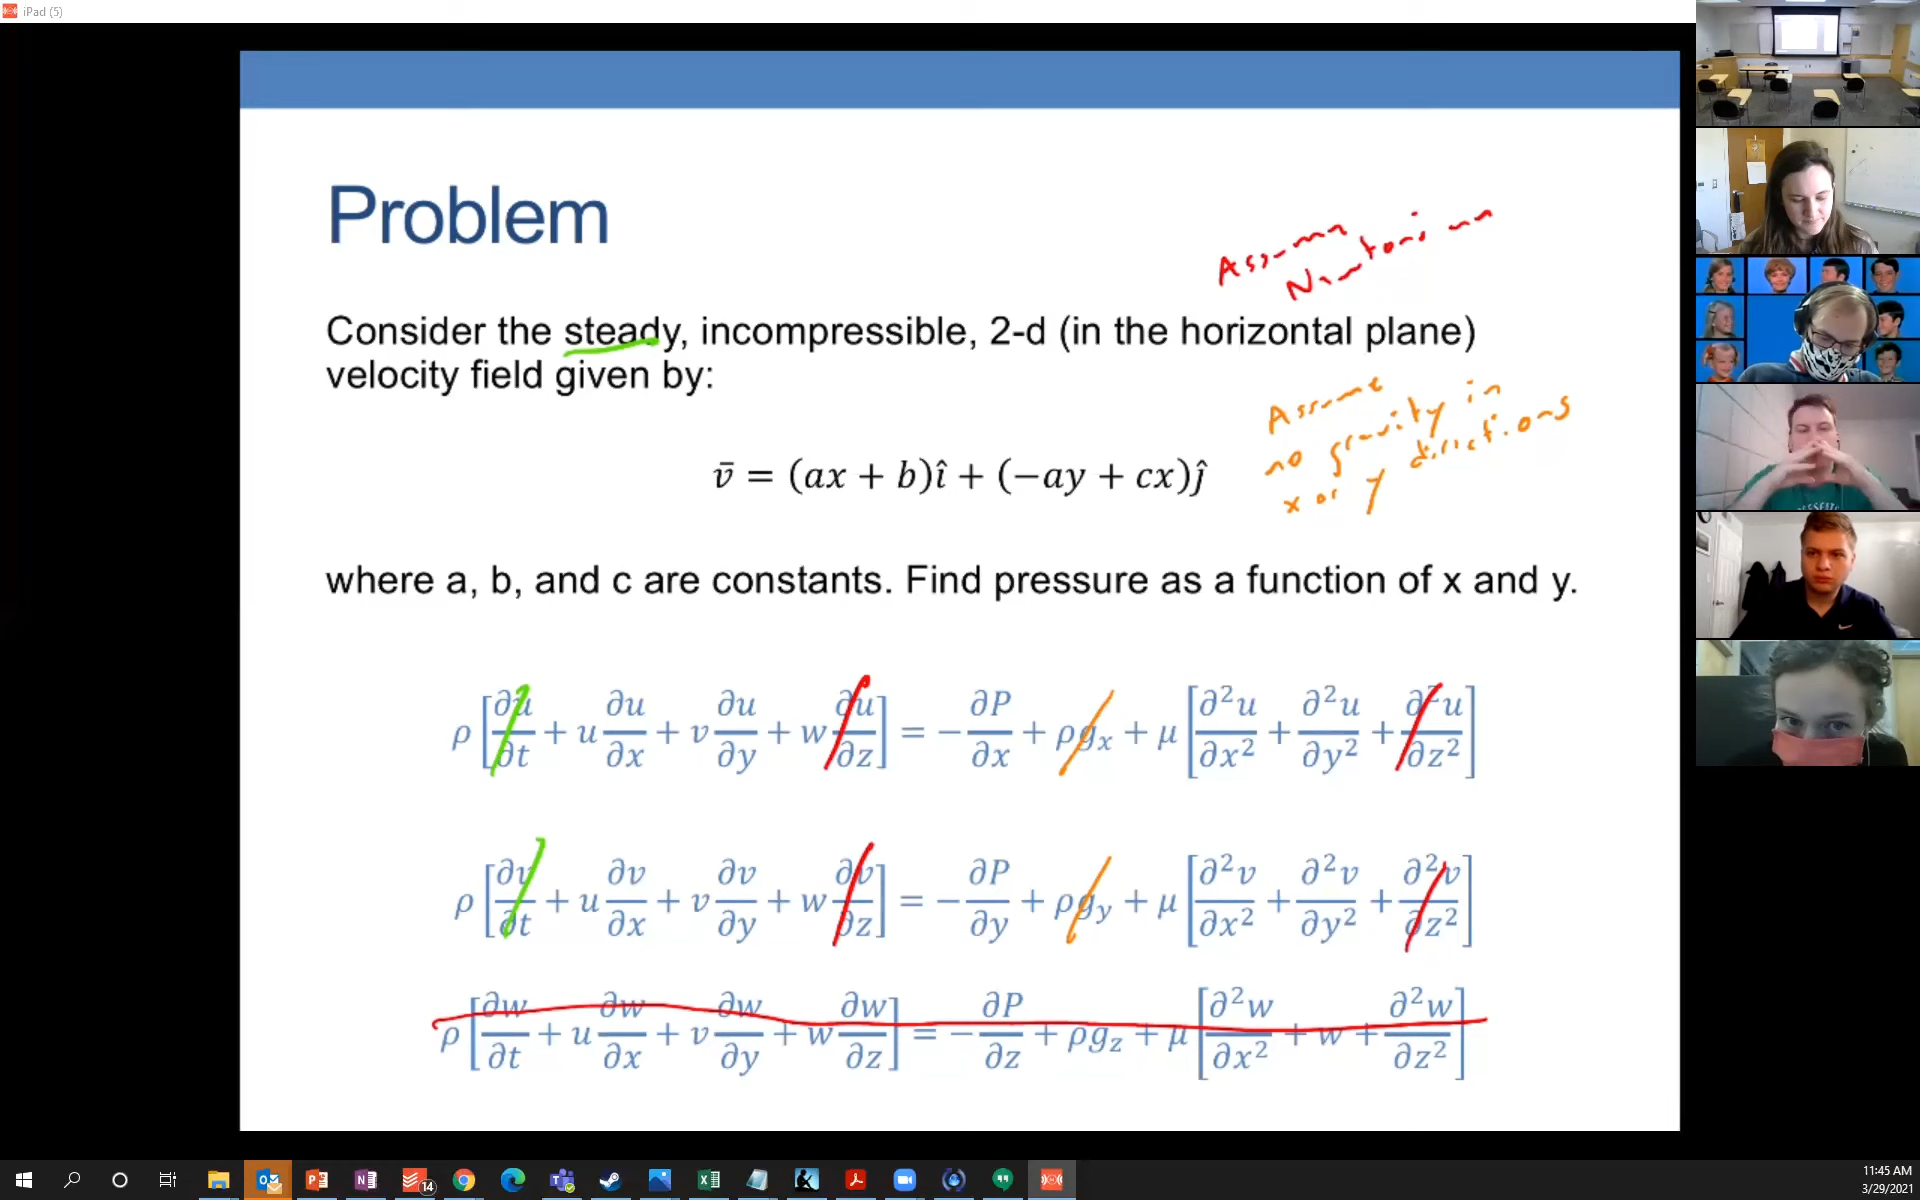 iPad (5)
Problem
Assume
Newtonian
Consider the steady, incompressible, 2-d (in the horizontal plane)
velocity field given by:
Assume
no gravity in
x or y directions
v̄ = (ax + b)î + (−ay + cx)ĵ
where a, b, and c are constants. Find pressure as a function of x and y.
ρ[∂u/∂t + u ∂u/∂x + v ∂u/∂y + w ∂u/∂z] = −∂P/∂x + ρgₓ + μ[∂²u/∂x² + ∂²u/∂y² + ∂²u/∂z²]
ρ[∂v/∂t + u ∂v/∂x + v ∂v/∂y + w ∂v/∂z] = −∂P/∂y + ρg_y + μ[∂²v/∂x² + ∂²v/∂y² + ∂²v/∂z²]
ρ[∂w/∂t + u ∂w/∂x + v ∂w/∂y + w ∂w/∂z] = −∂P/∂z + ρg_z + μ[∂²w/∂x² + w + ∂²w/∂z²]
14
11:45 AM
3/29/2021